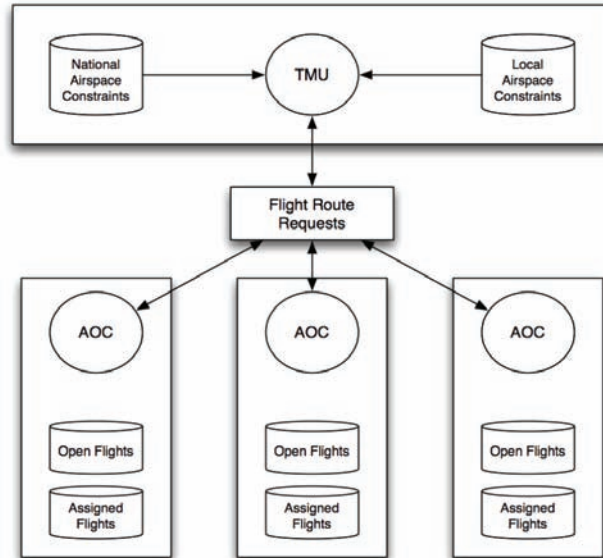 National
Airspace
Constraints
TMU
Local
Airspace
Constraints
Flight Route
Requests
AOC
AOC
AOC
Open Flights
Open Flights
Open Flights
Assigned
Flights
Assigned
Flights
Assigned
Flights